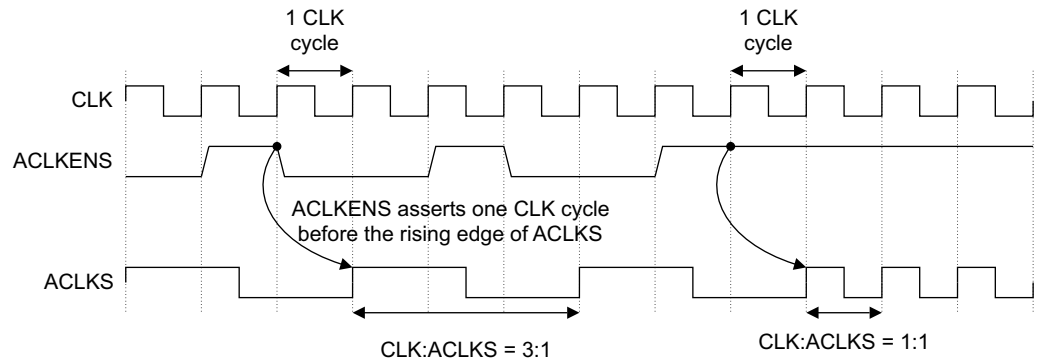 1 CLK
cycle
1 CLK
cycle
CLK
ACLKENS
ACLKENS asserts one CLK cycle
before the rising edge of ACLKS
ACLKS
CLK:ACLKS = 3:1
CLK:ACLKS = 1:1